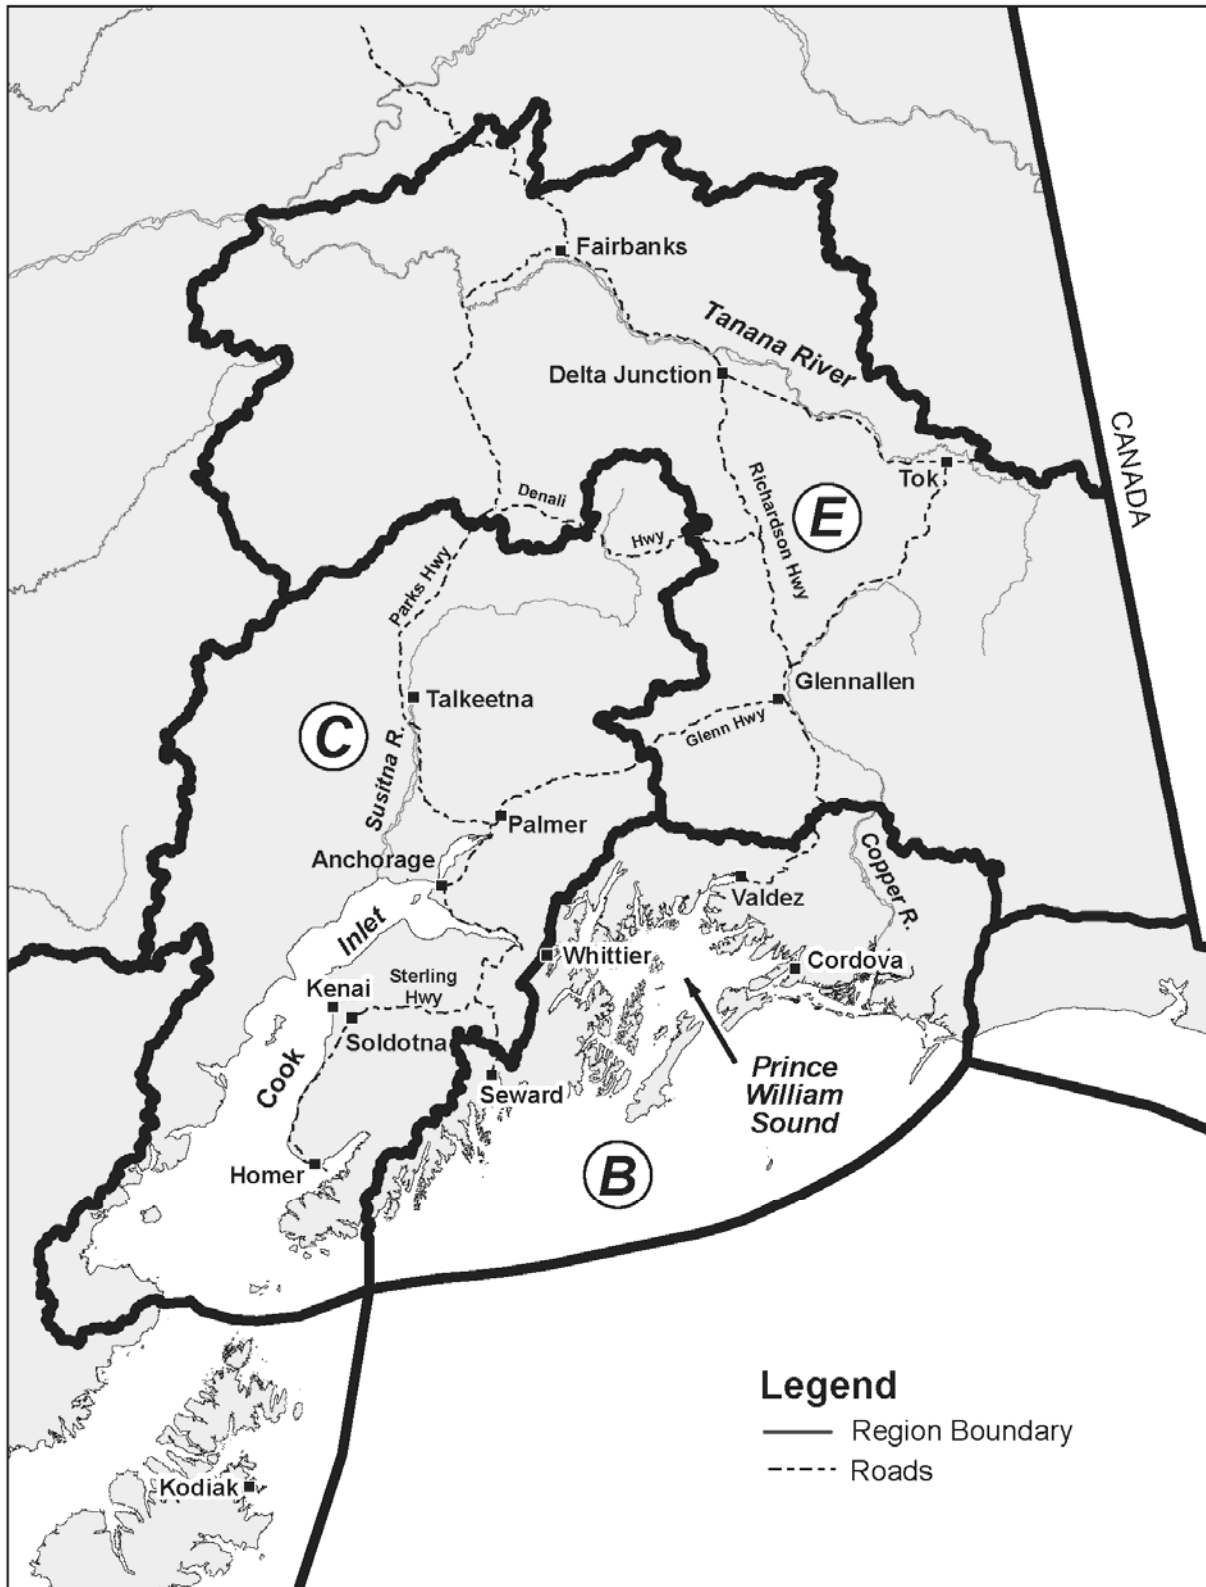 Fairbanks
Tanana River
Delta Junction
CANADA
Tok
Denali
Hwy
Richardson Hwy
E
Parks Hwy
Talkeetna
Glennallen
C
Glenn Hwy
Susitna R.
Palmer
Anchorage
Copper R.
Valdez
Inlet
Whittier
Cordova
Sterling
Hwy
Kenai
Soldotna
Cook
Seward
Prince
William
Sound
Homer
B
Legend
Region Boundary
Roads
Kodiak